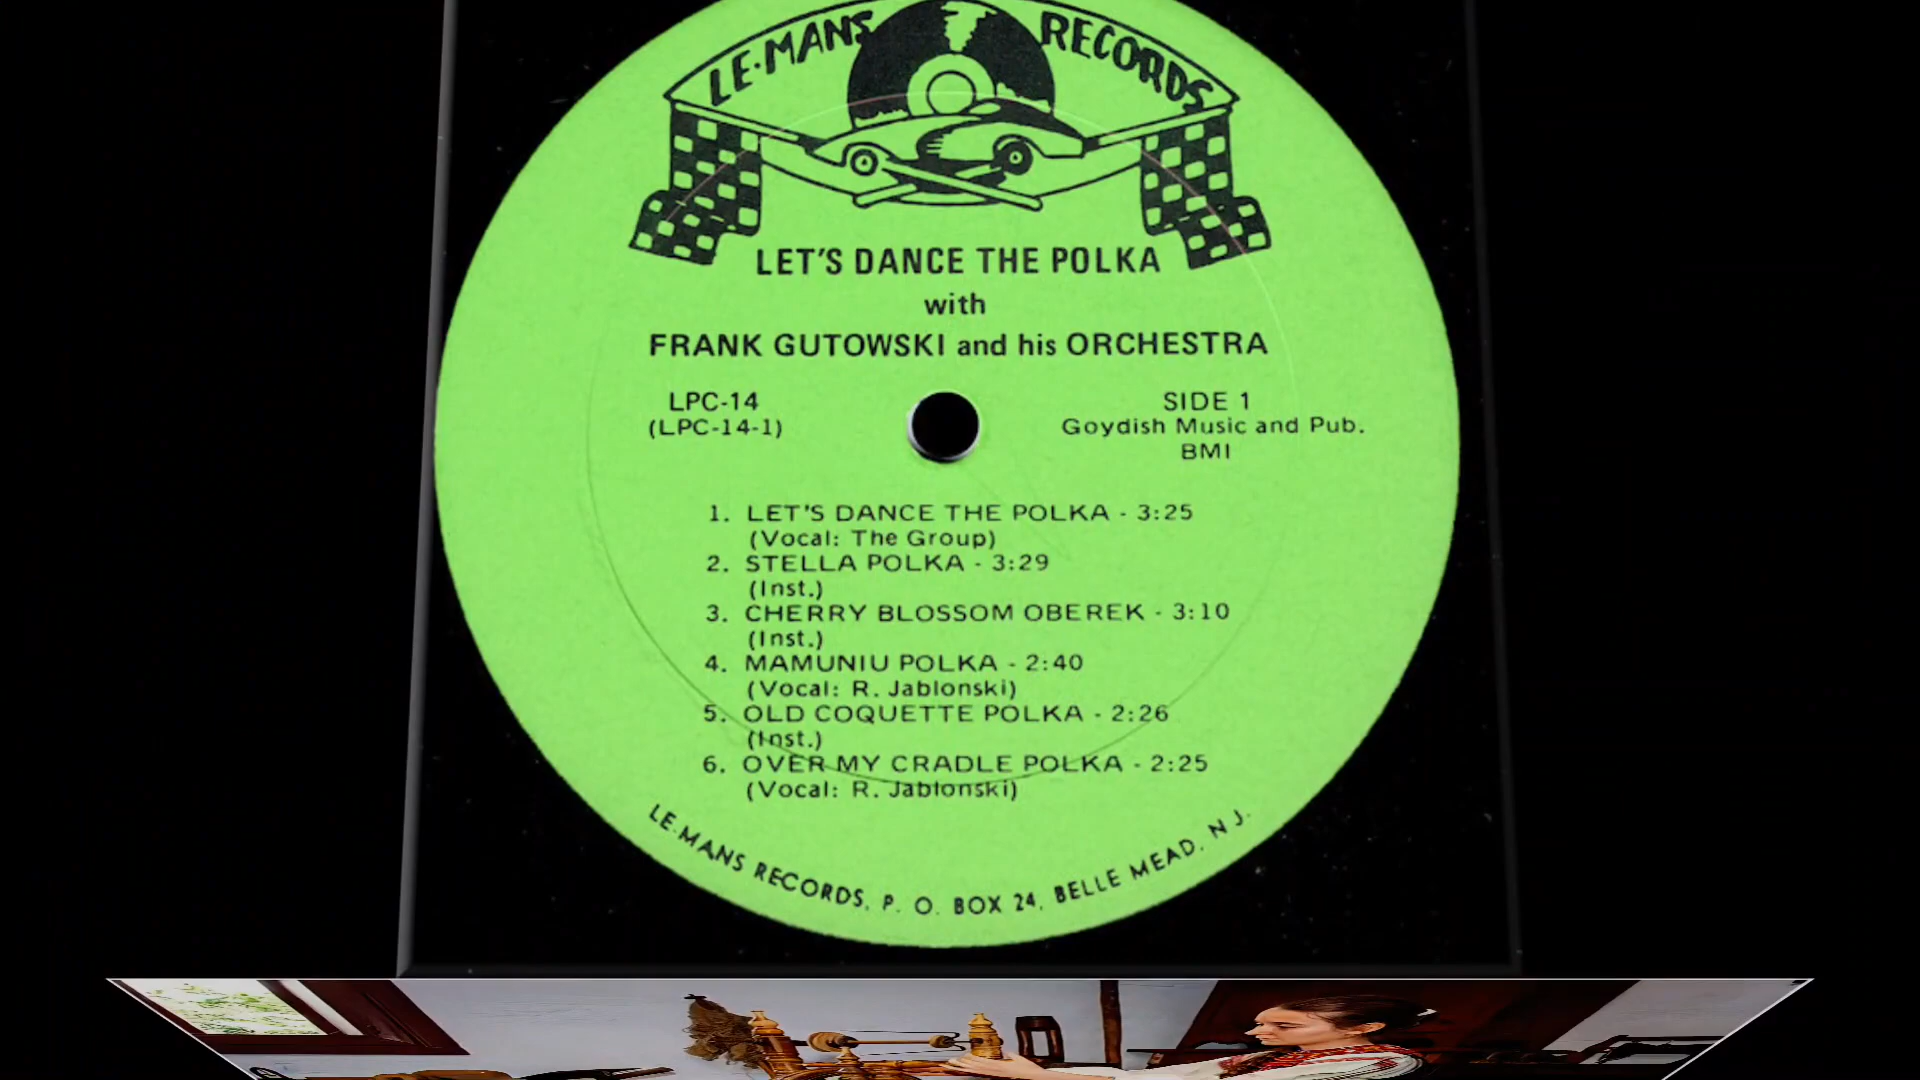 LE·MANS RECORDS
LET'S DANCE THE POLKA
with
FRANK GUTOWSKI and his ORCHESTRA
LPC-14
(LPC-14-1)
SIDE 1
Goydish Music and Pub.
BMI
1. LET'S DANCE THE POLKA - 3:25
(Vocal: The Group)
2. STELLA POLKA - 3:29
(Inst.)
3. CHERRY BLOSSOM OBEREK - 3:10
(Inst.)
4. MAMUNIU POLKA - 2:40
(Vocal: R. Jablonski)
5. OLD COQUETTE POLKA - 2:26
(Inst.)
6. OVER MY CRADLE POLKA - 2:25
(Vocal: R. Jablonski)
LE·MANS RECORDS, P. O. BOX 24, BELLE MEAD, N J.